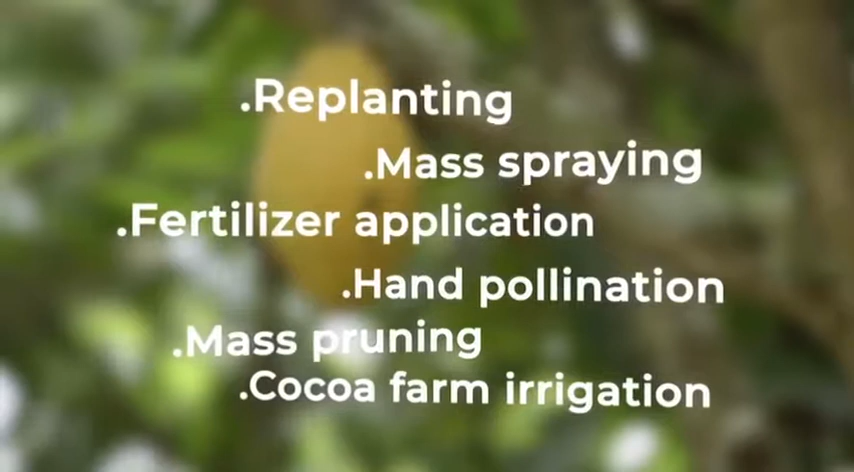 .Replanting
.Mass spraying
.Fertilizer application
.Hand pollination
.Mass pruning
.Cocoa farm irrigation